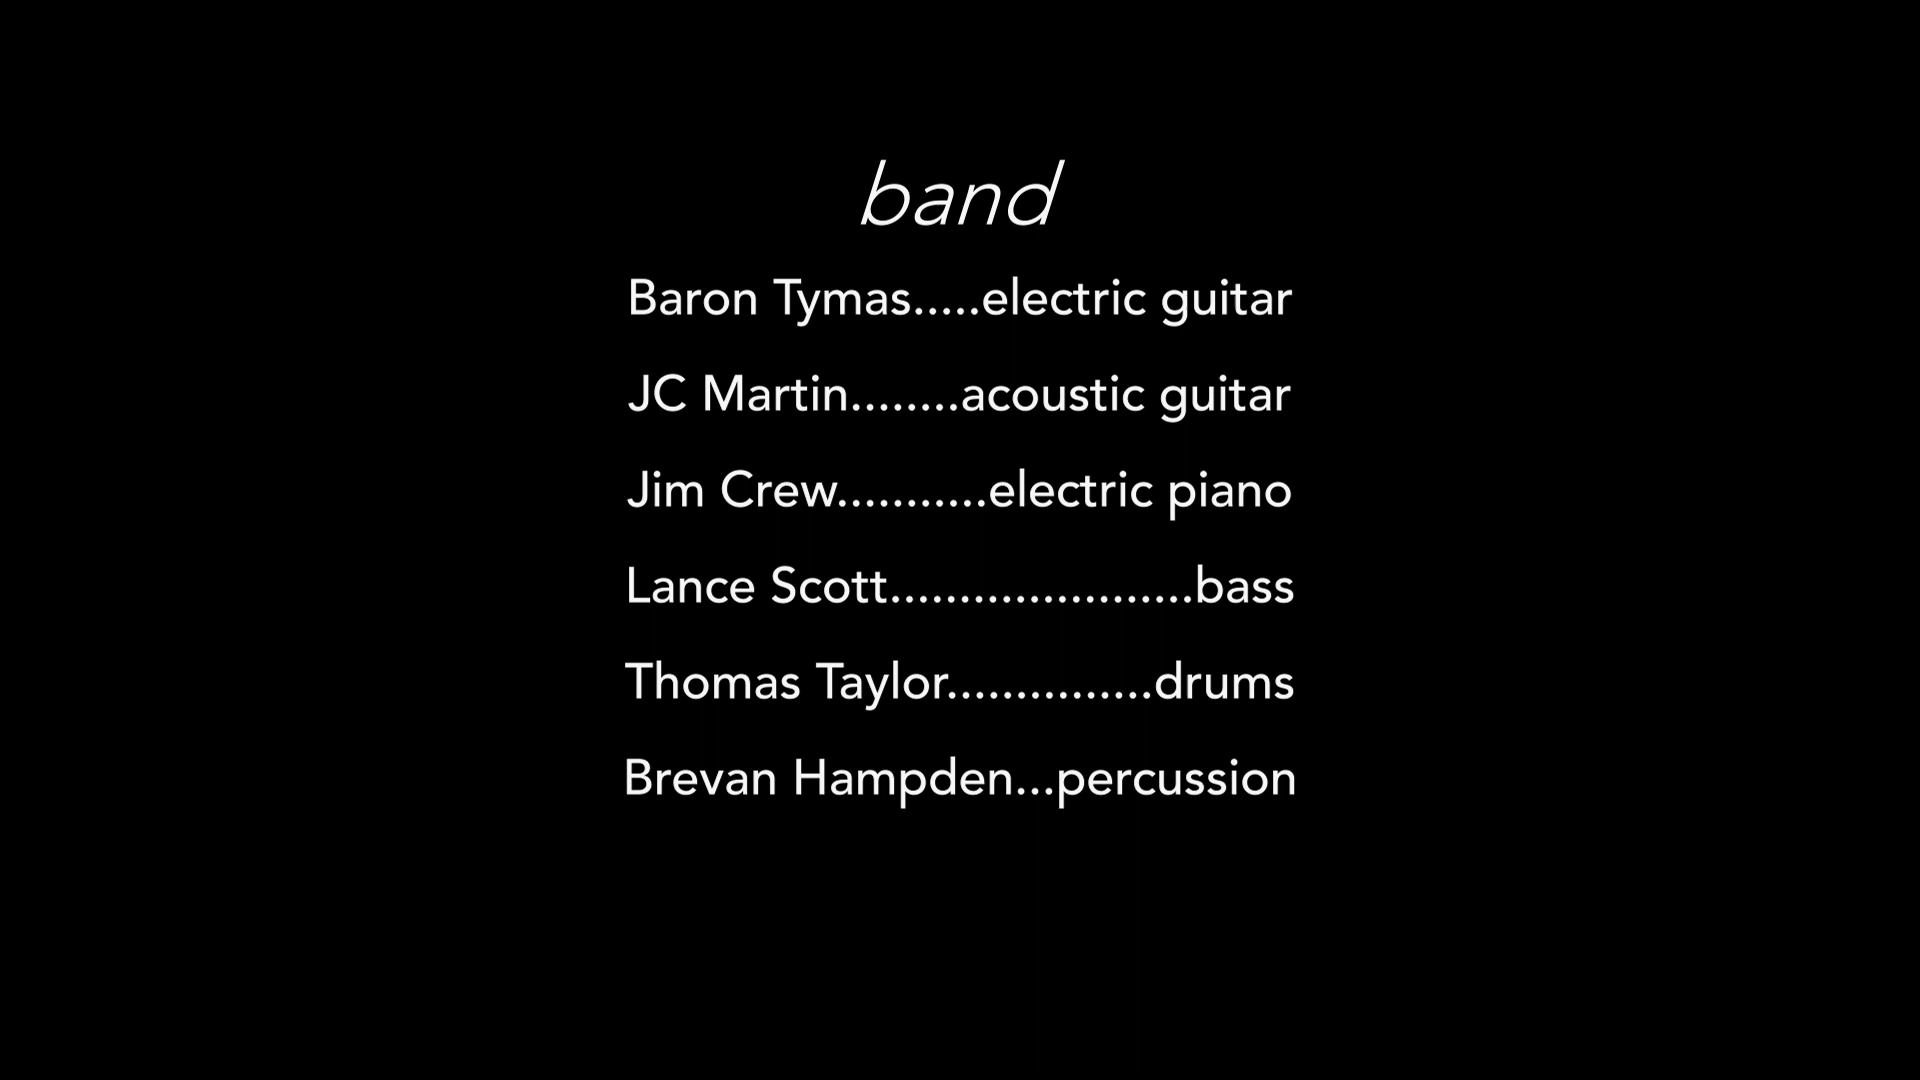 band
Baron Tymas.....electric guitar
JC Martin........acoustic guitar
Jim Crew...........electric piano
Lance Scott......................bass
Thomas Taylor...............drums
Brevan Hampden...percussion